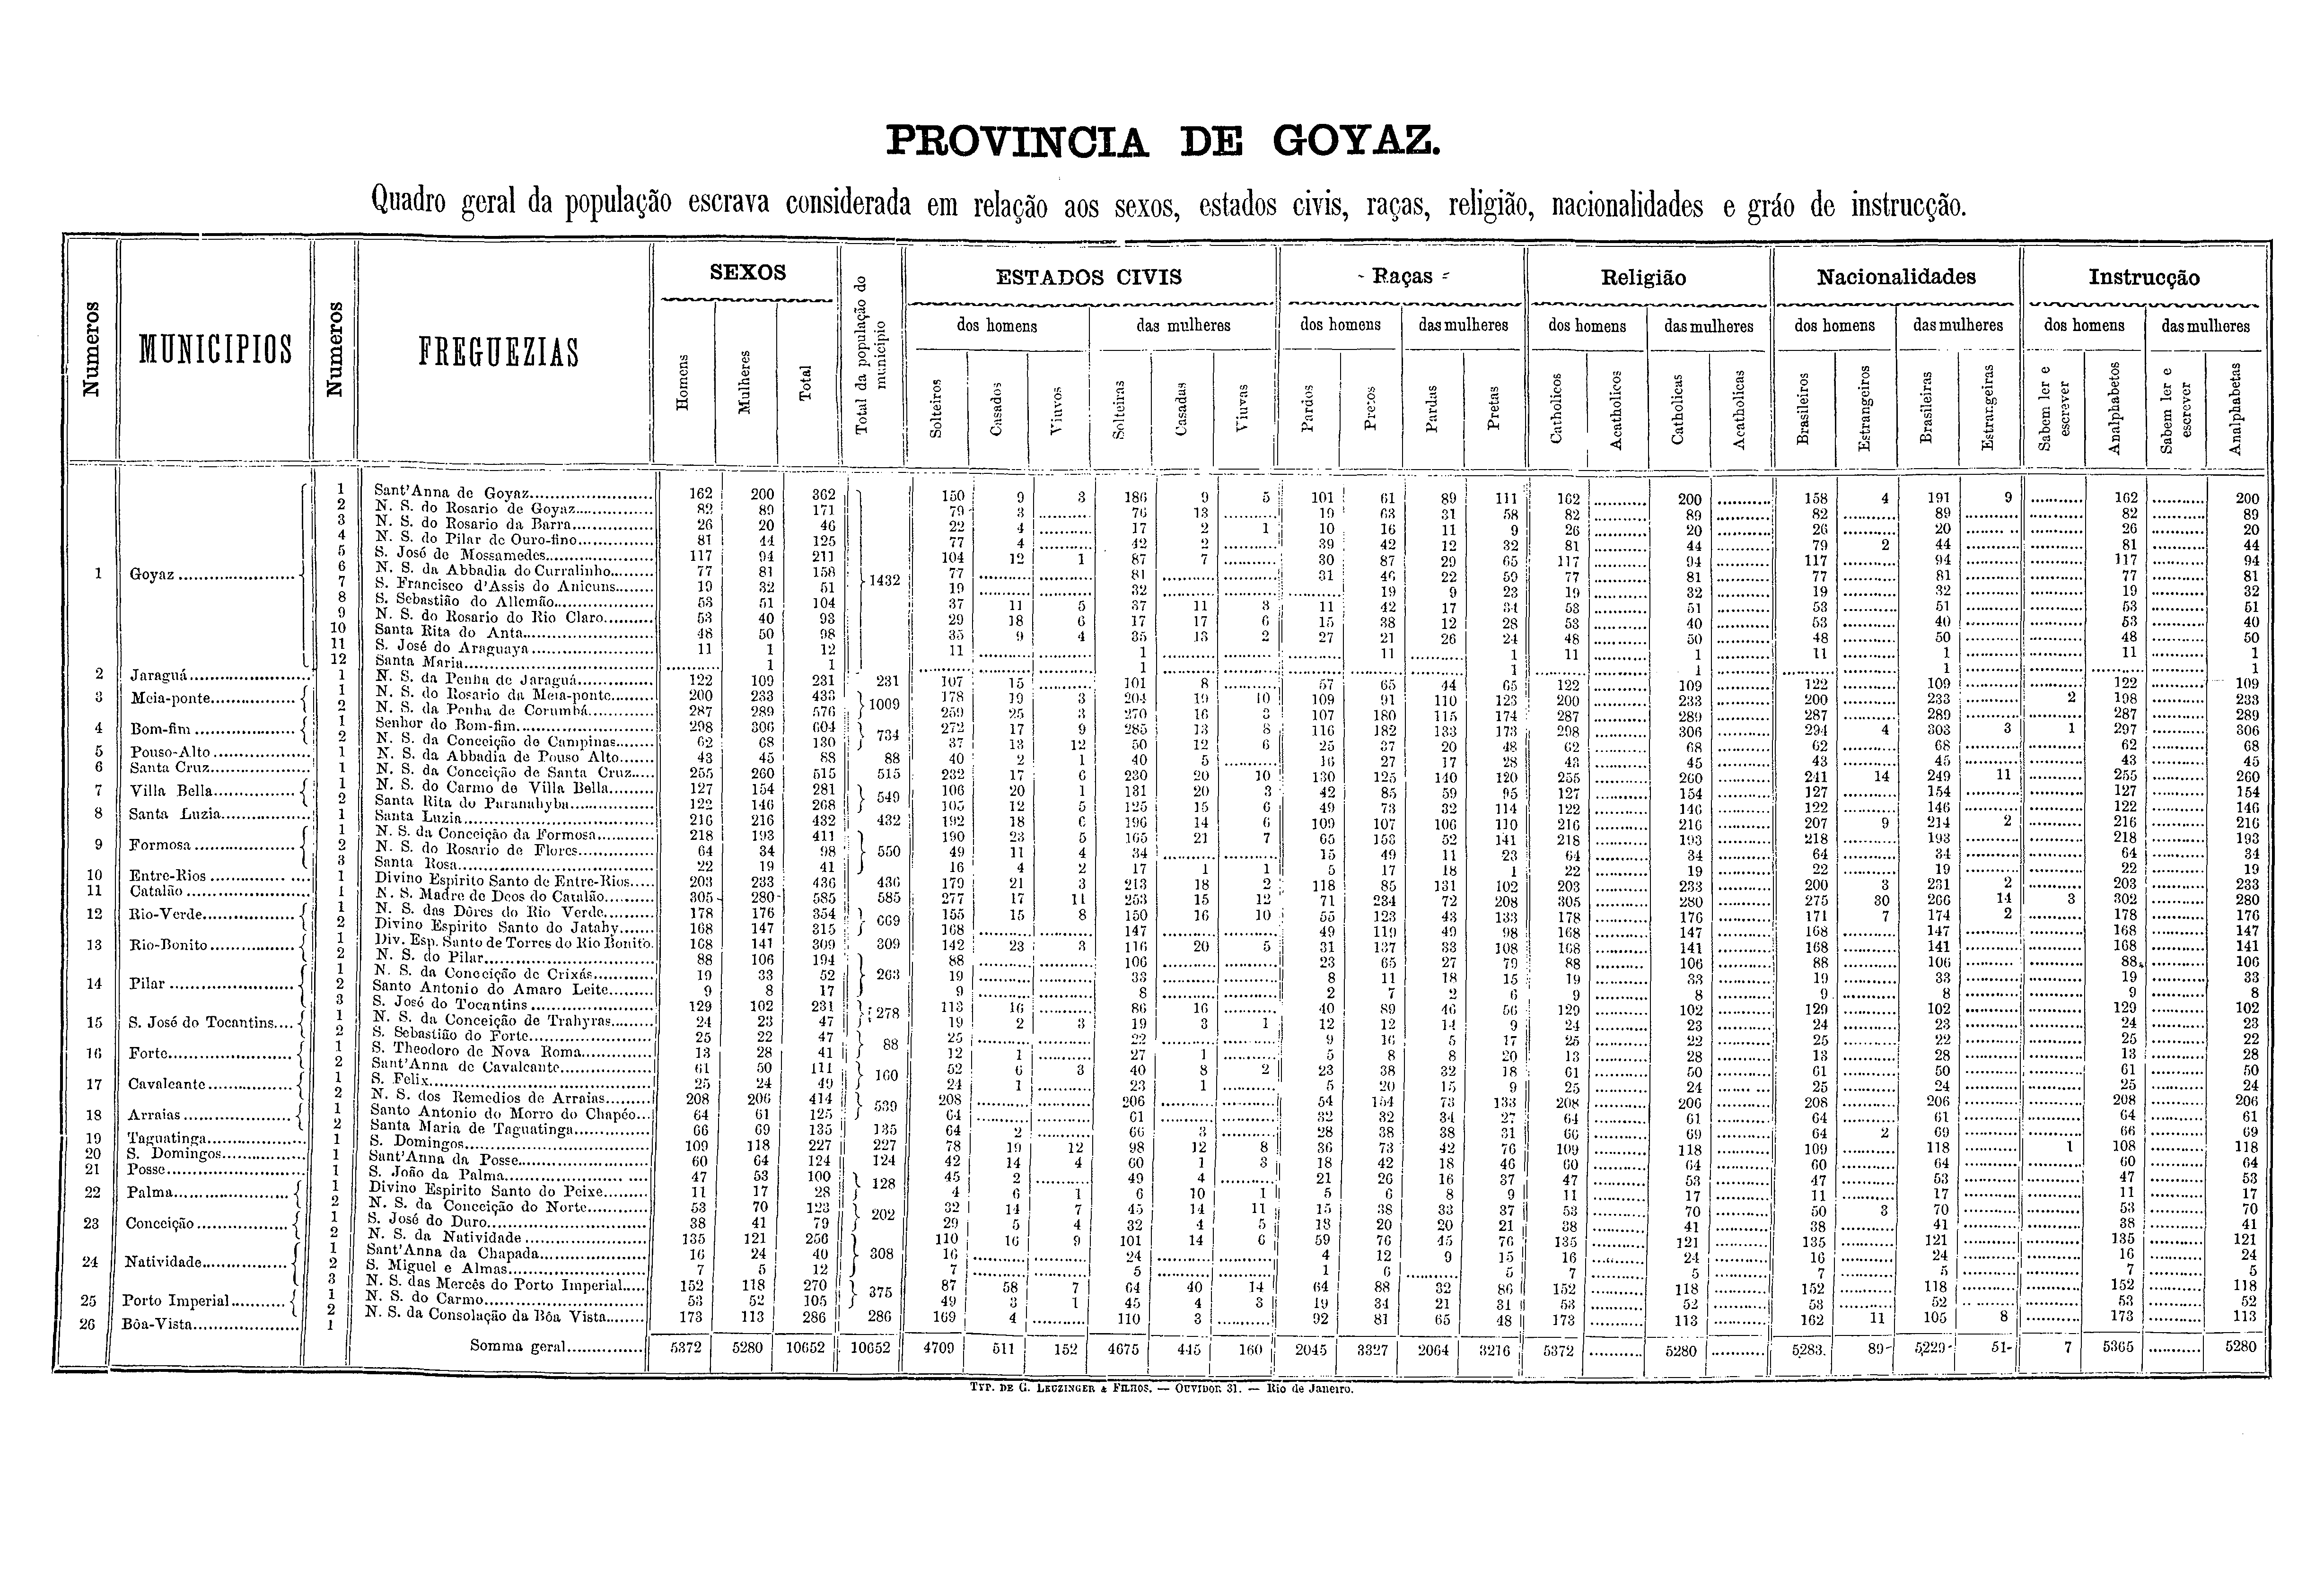 PROVINCIA DE GOYAZ.
Quadro geral da população escrava considerada em relação aos sexos, estados civis, raças, religião, nacionalidades e gráo de instrucção.
Numeros MUNICIPIOS Numeros FREGUEZIAS SEXOS Total da população do municipio ESTADOS CIVIS Raças Religião Nacionalidades Instrucção
dos homens das mulheres dos homens das mulheres dos homens das mulheres dos homens das mulheres dos homens das mulheres
Homens Mulheres Total Solteiros Casados Viuvos Solteiras Casadas Viuvas Pardos Pretos Pardas Pretas Catholicos Acatholicos Catholicas Acatholicas Brasileiros Estrangeiros Brasileiras Estrangeiras Sabem ler e escrever Analphabetos Sabem ler e escrever Analphabetas
1 Sant'Anna de Goyaz 162 200 362 150 9 3 186 9 5 101 61 89 111 162 200 158 4 191 9 162 200
2 N. S. do Rosario de Goyaz 82 89 171 79 3 76 13 19 63 31 58 82 89 82 89 82 89
3 N. S. do Rosario da Barra 26 20 46 22 4 17 2 1 10 16 11 9 26 20 26 20 26 20
4 N. S. do Pilar de Ouro-fino 81 44 125 77 4 42 2 39 42 12 32 81 44 79 2 44 81 44
5 S. José de Mossamedes 117 94 211 104 12 1 87 7 30 87 29 65 117 94 117 94 117 94
1 Goyaz 6 N. S. da Abbadia do Curralinho 77 81 158 1432 77 81 31 46 22 59 77 81 77 81 77 81
7 S. Francisco d'Assis do Anicuns 19 32 51 19 32 19 9 23 19 32 19 32 19 32
8 S. Sebastião do Allemão 53 51 104 37 11 5 37 11 3 11 42 17 34 53 51 53 51 53 51
9 N. S. do Rosario do Rio Claro 53 40 93 29 18 6 17 17 6 15 38 12 28 53 40 53 40 53 40
10 Santa Rita do Anta 48 50 98 35 9 4 35 13 2 27 21 26 24 48 50 48 50 48 50
11 S. José do Araguaya 11 1 12 11 1 11 1 11 1 11 1 11 1
12 Santa Maria 1 1 1 1 1 1 1
2 Jaraguá 1 N. S. da Penha de Jaraguá 122 109 231 231 107 15 101 8 57 65 44 65 122 109 122 109 122 109
3 Meia-ponte 1 N. S. do Rosario da Meia-ponte 200 233 433 1009 178 19 3 204 19 10 109 91 110 123 200 233 200 233 2 198 233
2 N. S. da Penha de Corumbá 287 289 576 259 25 3 270 16 3 107 180 115 174 287 289 287 289 287 289
4 Bom-fim 1 Senhor do Bom-fim 298 306 604 734 272 17 9 285 13 8 116 182 133 173 298 306 294 4 303 3 1 297 306
2 N. S. da Conceição de Campinas 62 68 130 37 13 12 50 12 6 25 37 20 48 62 68 62 68 62 68
5 Pouso-Alto 1 N. S. da Abbadia de Pouso Alto 43 45 88 88 40 2 1 40 5 16 27 17 28 43 45 43 45 43 45
6 Santa Cruz 1 N. S. da Conceição de Santa Cruz 255 260 515 515 232 17 6 230 20 10 130 125 140 120 255 260 241 14 249 11 255 260
7 Villa Bella 1 N. S. do Carmo de Villa Bella 127 154 281 549 106 20 1 131 20 3 42 85 59 95 127 154 127 154 127 154
2 Santa Rita do Paranahyba 122 146 268 105 12 5 125 15 6 49 73 32 114 122 146 122 146 122 146
8 Santa Luzia 1 Santa Luzia 216 216 432 432 192 18 6 196 14 6 109 107 106 110 216 216 207 9 214 2 216 216
9 Formosa 1 N. S. da Conceição da Formosa 218 193 411 550 190 23 5 165 21 7 65 153 52 141 218 193 218 193 218 193
2 N. S. do Rosario de Flores 64 34 98 49 11 4 34 15 49 11 23 64 34 64 34 64 34
3 Santa Rosa 22 19 41 16 4 2 17 1 1 5 17 18 1 22 19 22 19 22 19
10 Entre-Rios 1 Divino Espirito Santo de Entre-Rios 203 233 436 436 179 21 3 213 18 2 118 85 131 102 203 233 200 3 231 2 203 233
11 Catalão 1 N. S. Madre de Deos do Catalão 305 280 585 585 277 17 11 253 15 12 71 234 72 208 305 280 275 30 266 14 3 302 280
12 Rio-Verde 1 N. S. das Dôres do Rio Verde 178 176 354 669 155 15 8 150 16 10 55 123 43 133 178 176 171 7 174 2 178 176
2 Divino Espirito Santo do Jatahy 168 147 315 168 147 49 119 49 98 168 147 168 147 168 147
13 Rio-Bonito 1 Div. Esp. Santo de Torres do Rio Bonito 168 141 309 309 142 23 3 116 20 5 31 137 33 108 168 141 168 141 168 141
2 N. S. do Pilar 88 106 194 88 106 23 65 27 79 88 106 88 106 88 106
14 Pilar 1 N. S. da Conceição de Crixás 19 33 52 263 19 33 8 11 18 15 19 33 19 33 19 33
2 Santo Antonio do Amaro Leite 9 8 17 9 8 2 7 2 6 9 8 9 8 9 8
3 S. José do Tocantins 129 102 231 278 113 16 86 16 40 89 46 56 129 102 129 102 129 102
15 S. José do Tocantins 1 N. S. da Conceição de Trahyras 24 23 47 19 2 3 19 3 1 12 12 14 9 24 23 24 23 24 23
2 S. Sebastião do Forte 25 22 47 88 25 22 9 16 5 17 25 22 25 22 25 22
16 Forte 1 S. Theodoro de Nova Roma 13 28 41 12 1 27 1 5 8 8 20 13 28 13 28 13 28
2 Sant'Anna de Cavalcante 61 50 111 160 52 6 3 40 8 2 23 38 32 18 61 50 61 50 61 50
17 Cavalcante 1 S. Felix 25 24 49 24 1 23 1 5 20 15 9 25 24 25 24 25 24
2 N. S. dos Remedios de Arraias 208 206 414 539 208 206 54 154 73 133 208 206 208 206 208 206
18 Arraias 1 Santo Antonio do Morro do Chapéo 64 61 125 64 61 32 32 34 27 64 61 64 61 64 61
2 Santa Maria de Taguatinga 66 69 135 135 64 2 66 3 28 38 38 31 66 69 64 2 69 66 69
19 Taguatinga 1 S. Domingos 109 118 227 227 78 19 12 98 12 8 36 73 42 76 109 118 109 118 1 108 118
20 S. Domingos 1 Sant'Anna da Posse 60 64 124 124 42 14 4 60 1 3 18 42 18 46 60 64 60 64 60 64
21 Posse 1 S. João da Palma 47 53 100 128 45 2 49 4 21 26 16 37 47 53 47 53 47 53
22 Palma 1 Divino Espirito Santo do Peixe 11 17 28 4 6 1 6 10 1 5 6 8 9 11 17 11 17 11 17
2 N. S. da Conceição do Norte 53 70 123 202 32 14 7 45 14 11 15 38 33 37 53 70 50 3 70 53 70
23 Conceição 1 S. José do Duro 38 41 79 29 5 4 32 4 5 18 20 20 21 38 41 38 41 38 41
2 N. S. da Natividade 135 121 256 308 110 16 9 101 14 6 59 76 45 76 135 121 135 121 135 121
24 Natividade 1 Sant'Anna da Chapada 16 24 40 16 24 4 12 9 15 16 24 16 24 16 24
2 S. Miguel e Almas 7 5 12 7 5 1 6 5 7 5 7 5 7 5
3 N. S. das Mercês do Porto Imperial 152 118 270 375 87 58 7 64 40 14 64 88 32 86 152 118 152 118 152 118
25 Porto Imperial 1 N. S. do Carmo 53 52 105 49 3 1 45 4 3 19 34 21 31 53 52 53 52 53 52
2 N. S. da Consolação da Bôa Vista 173 113 286 286 169 4 110 3 92 81 65 48 173 113 162 11 105 8 173 113
26 Bôa-Vista 1
Somma geral 5372 5280 10652 10652 4709 511 152 4675 445 160 2045 3327 2064 3216 5372 5280 5283 89 5229 51 7 5365 5280
TYP. DE G. LEUZINGER & FILHOS. — OUVIDOR 31. — Rio de Janeiro.